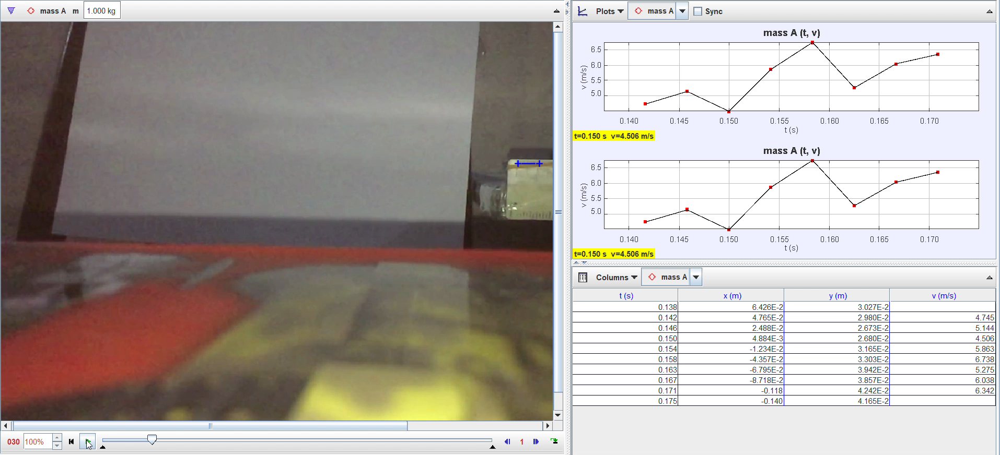 mass A m 1.000 kg
Plots mass A Sync
mass A (t, v)
6.5
6.0
5.5
5.0
v (m/s)
0.140 0.145 0.150 0.155 0.160 0.165 0.170
t (s)
t=0.150 s v=4.506 m/s
mass A (t, v)
6.5
6.0
5.5
5.0
v (m/s)
0.140 0.145 0.150 0.155 0.160 0.165 0.170
t (s)
t=0.150 s v=4.506 m/s
Columns mass A
t (s) x (m) y (m) v (m/s)
0.138 6.426E-2 3.027E-2
0.142 4.765E-2 2.980E-2 4.745
0.146 2.488E-2 2.673E-2 5.144
0.150 4.884E-3 2.680E-2 4.506
0.154 -1.234E-2 3.165E-2 5.863
0.158 -4.357E-2 3.303E-2 6.738
0.163 -6.795E-2 3.942E-2 5.275
0.167 -8.718E-2 3.857E-2 6.038
0.171 -0.118 4.242E-2 6.342
0.175 -0.140 4.165E-2
030 100% 1